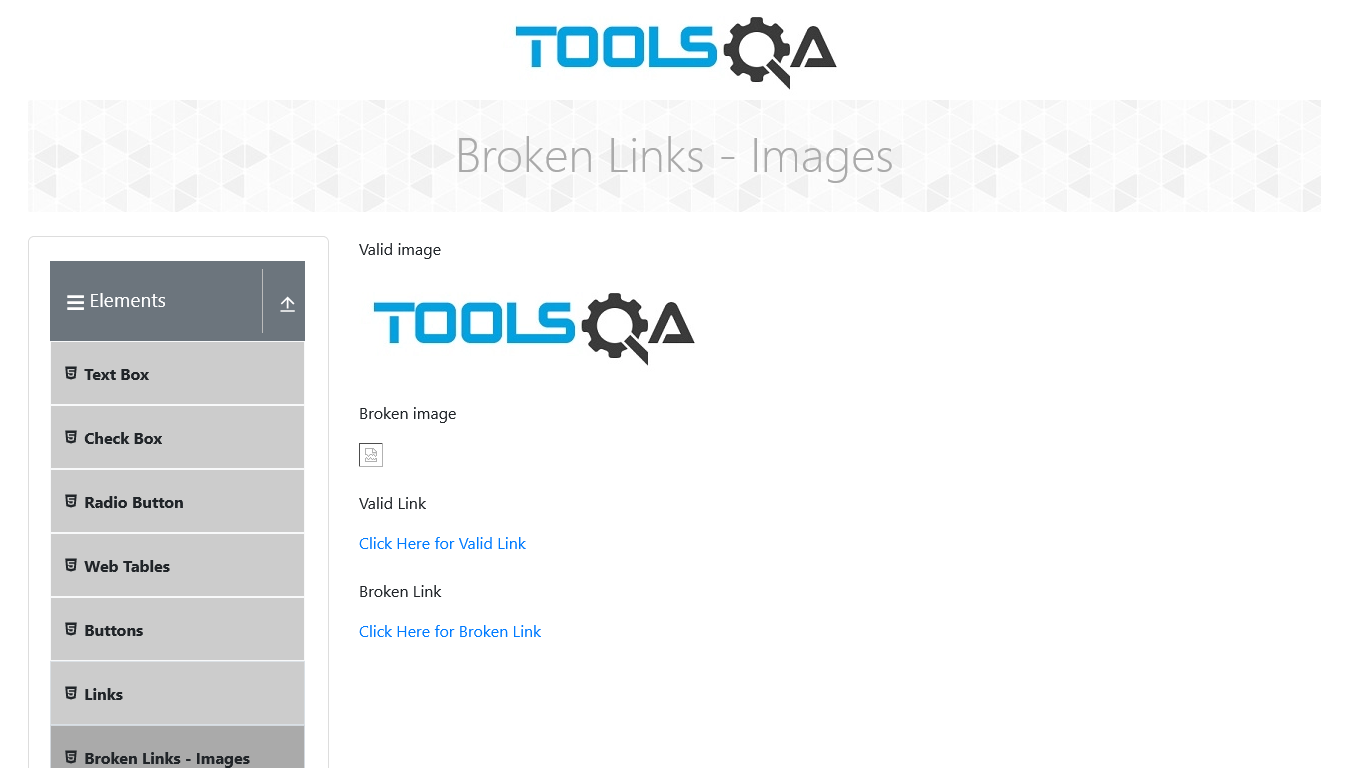 TOOLSQA
Broken Links - Images
Elements
Text Box
Check Box
Radio Button
Web Tables
Buttons
Links
Broken Links - Images
Valid image
TOOLSQA
Broken image
Valid Link
Click Here for Valid Link
Broken Link
Click Here for Broken Link